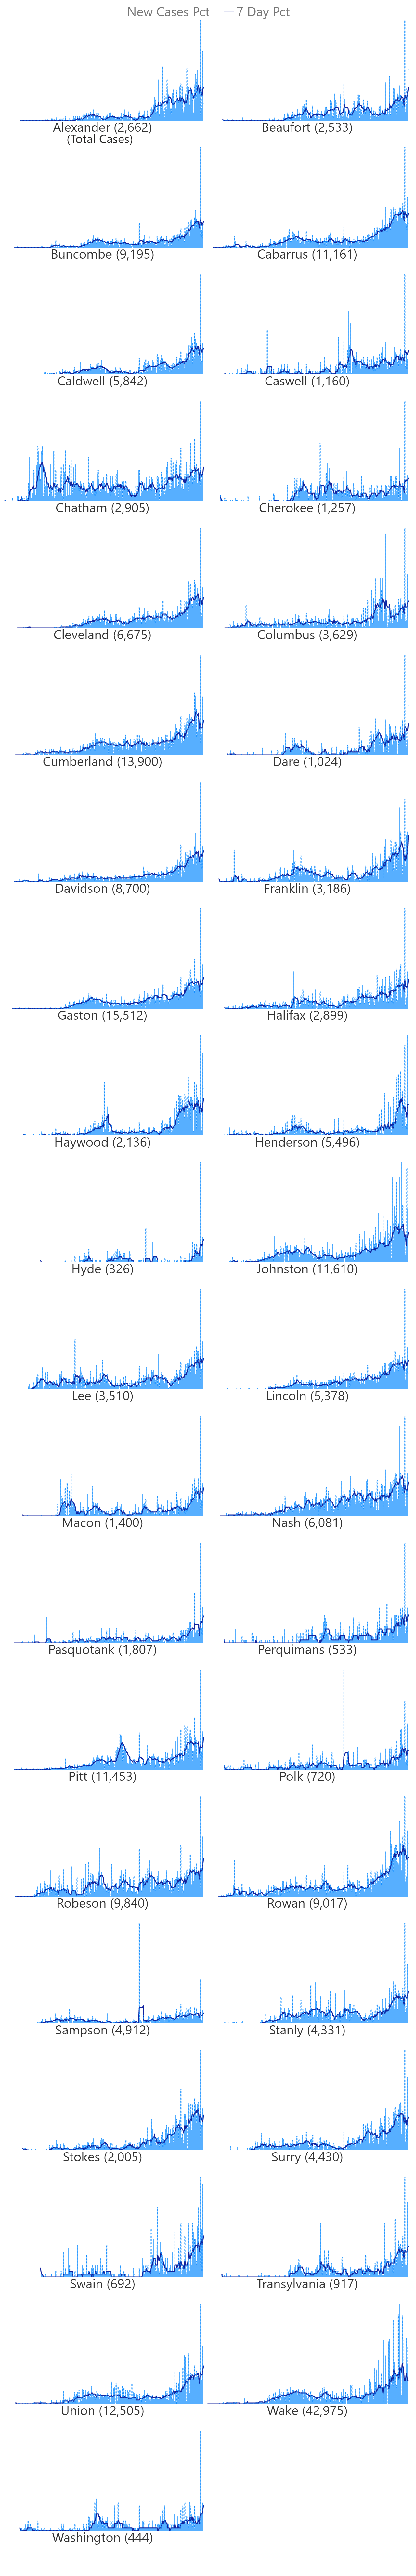 New Cases Pct 7 Day Pct
Alexander (2,662) Beaufort (2,533)
(Total Cases)
Buncombe (9,195) Cabarrus (11,161)
Caldwell (5,842) Caswell (1,160)
Chatham (2,905) Cherokee (1,257)
Cleveland (6,675) Columbus (3,629)
Cumberland (13,900) Dare (1,024)
Davidson (8,700) Franklin (3,186)
Gaston (15,512) Halifax (2,899)
Haywood (2,136) Henderson (5,496)
Hyde (326) Johnston (11,610)
Lee (3,510) Lincoln (5,378)
Macon (1,400) Nash (6,081)
Pasquotank (1,807) Perquimans (533)
Pitt (11,453) Polk (720)
Robeson (9,840) Rowan (9,017)
Sampson (4,912) Stanly (4,331)
Stokes (2,005) Surry (4,430)
Swain (692) Transylvania (917)
Union (12,505) Wake (42,975)
Washington (444)